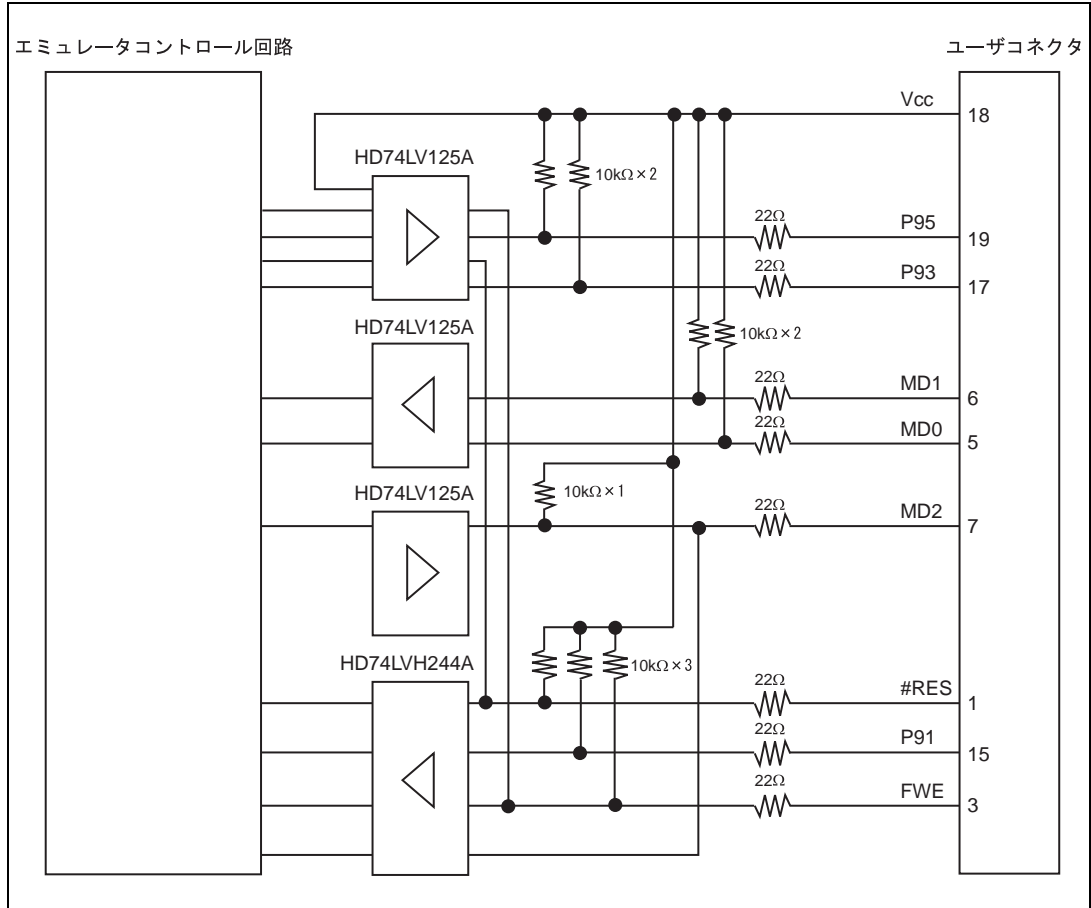 エミュレータコントロール回路
ユーザコネクタ
Vcc
18
HD74LV125A
10kΩ×2
22Ω
P95
19
22Ω
P93
17
HD74LV125A
10kΩ×2
22Ω
MD1
6
22Ω
MD0
5
HD74LV125A
10kΩ×1
22Ω
MD2
7
HD74LVH244A
10kΩ×3
22Ω
#RES
1
22Ω
P91
15
22Ω
FWE
3